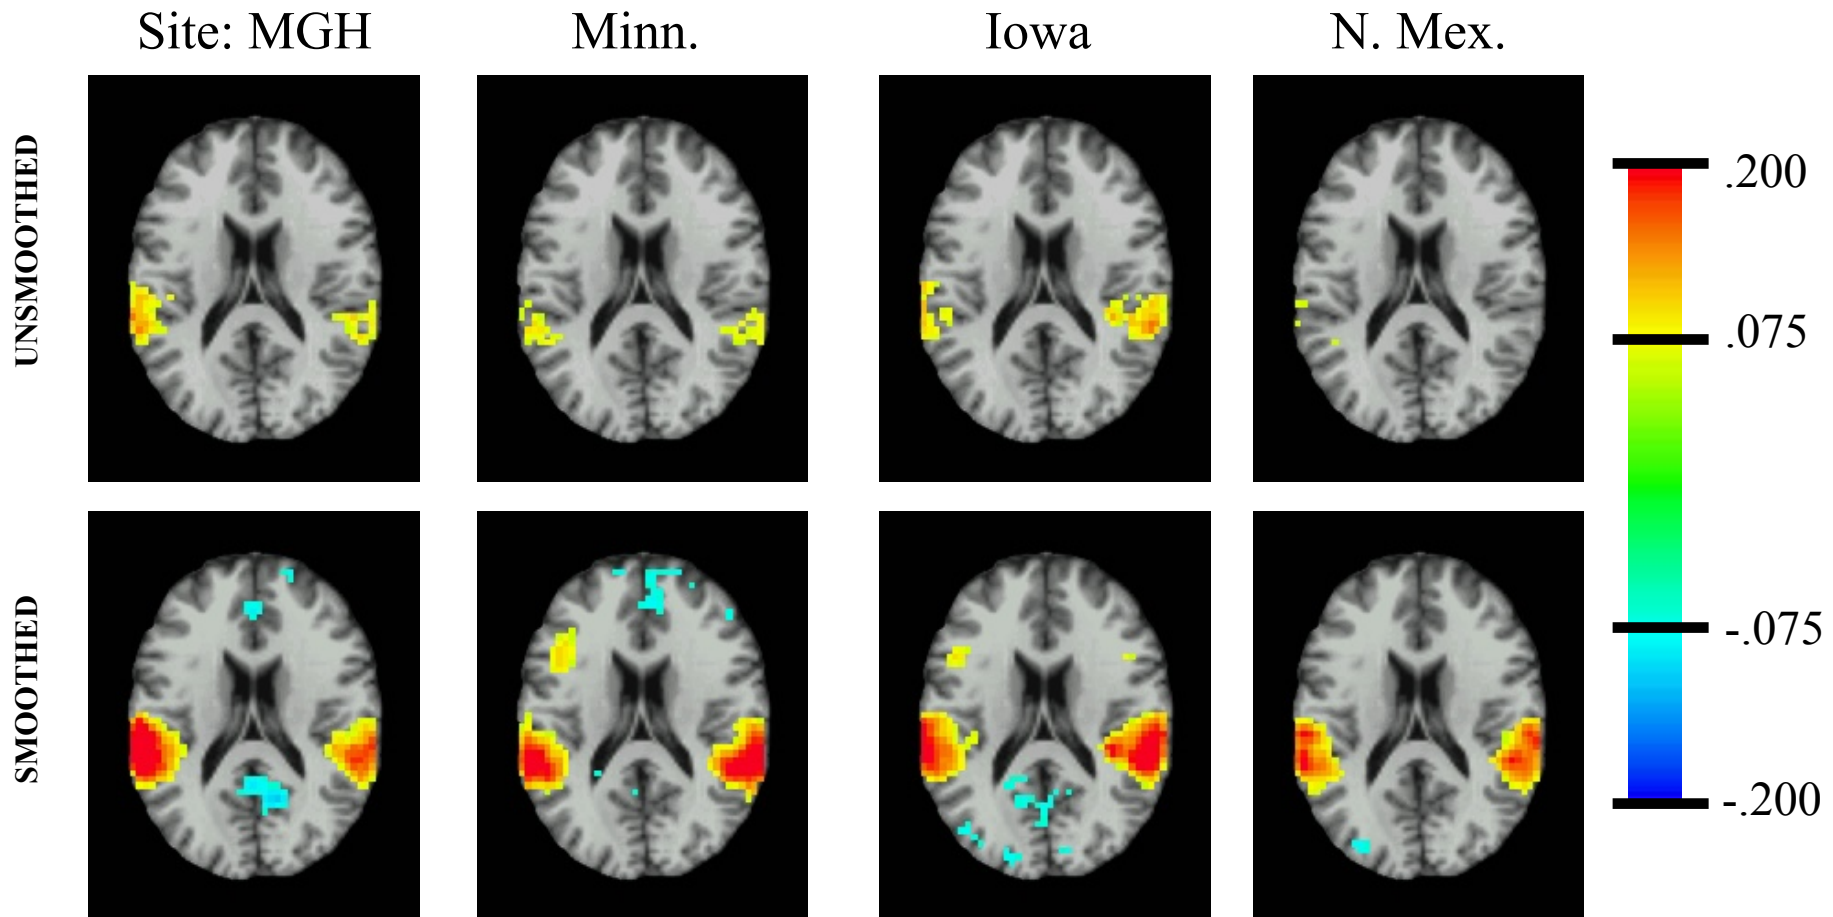 Site: MGH Minn. Iowa N. Mex.
UNSMOOTHED
SMOOTHED
.200
.075
-.075
-.200